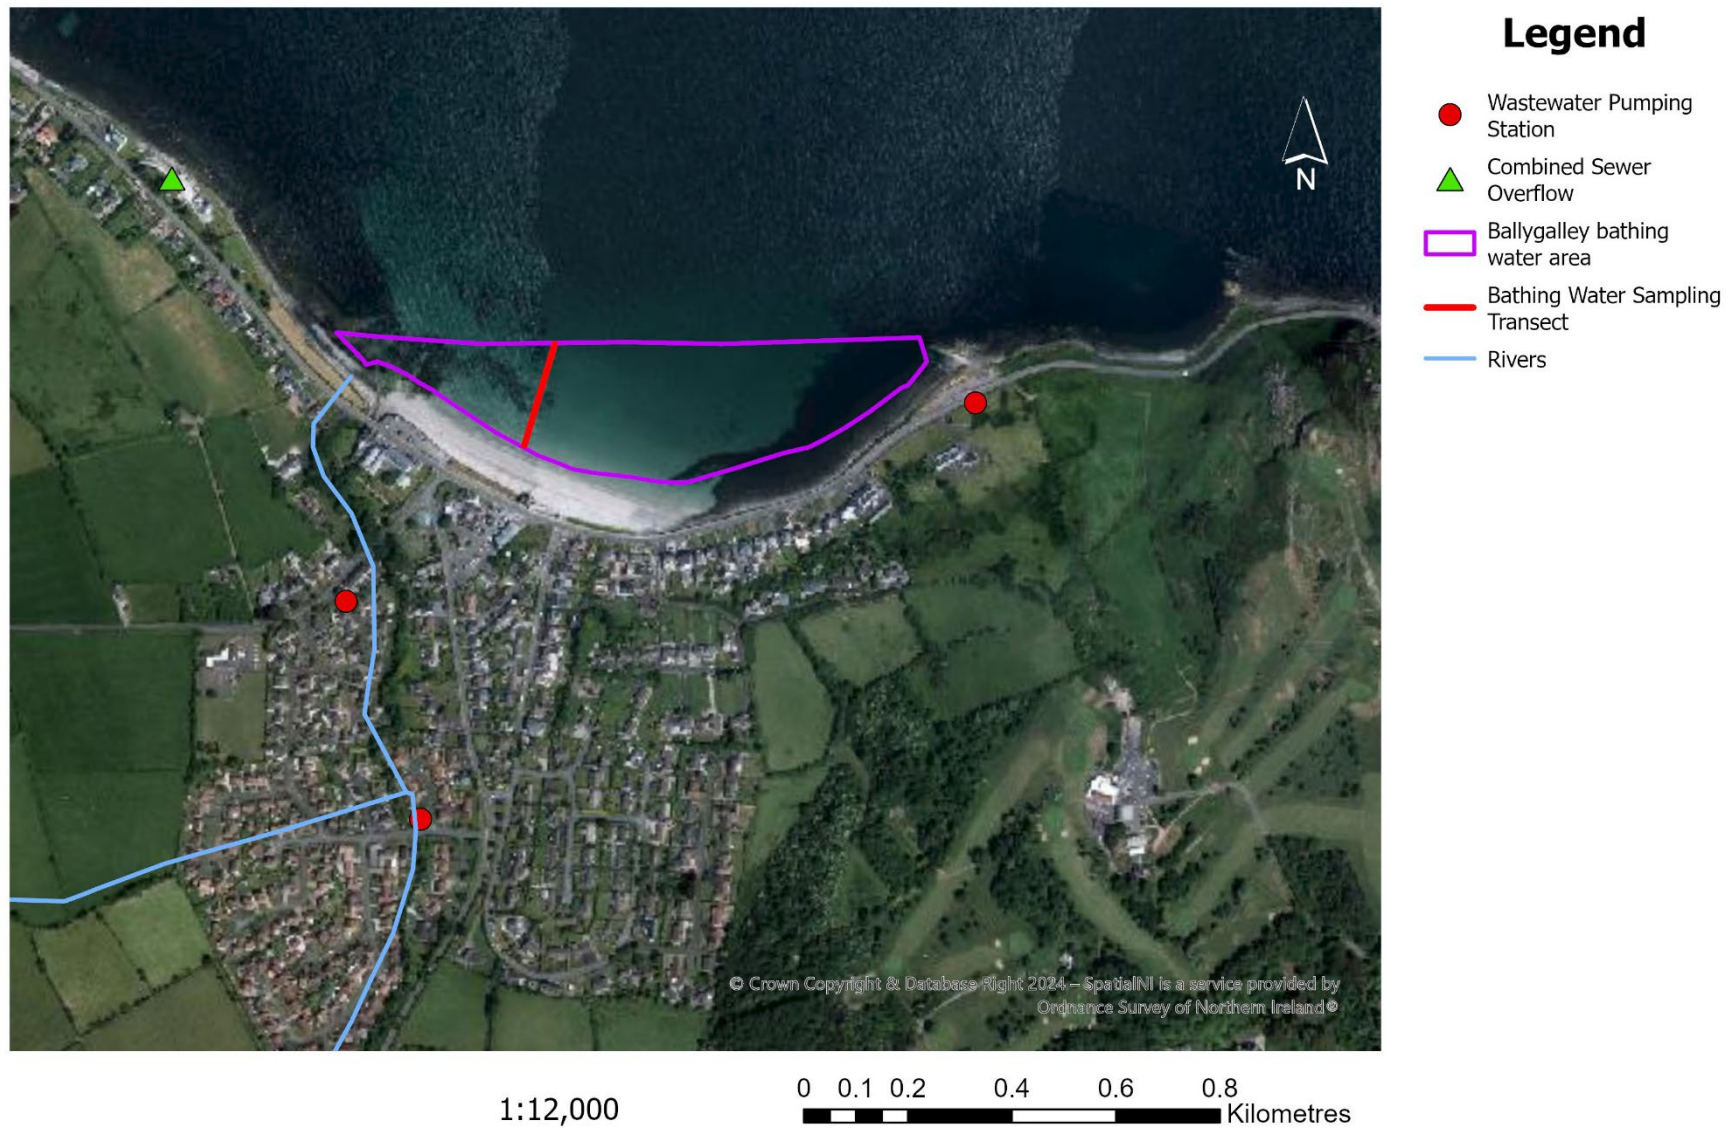 Legend
Wastewater Pumping
Station
Combined Sewer
Overflow
Ballygalley bathing
water area
Bathing Water Sampling
Transect
Rivers
N
© Crown Copyright & Database Right 2024 – SpatialNI is a service provided by
Ordnance Survey of Northern Ireland®
1:12,000
0 0.1 0.2 0.4 0.6 0.8
Kilometres